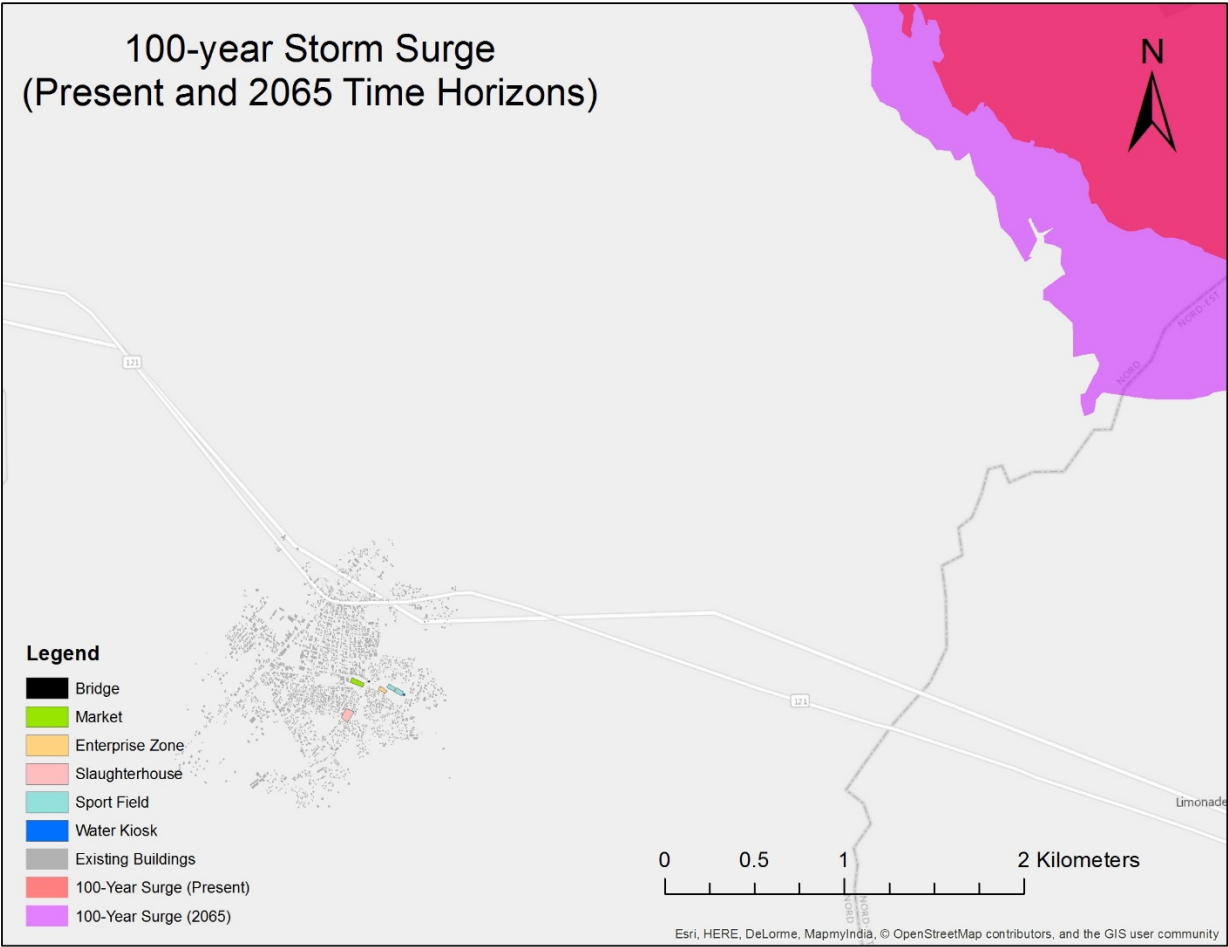 100-year Storm Surge
(Present and 2065 Time Horizons)
N
NORD-EST
NORD
121
121
Limonade
Legend
Bridge
Market
Enterprise Zone
Slaughterhouse
Sport Field
Water Kiosk
Existing Buildings
100-Year Surge (Present)
100-Year Surge (2065)
0 0.5 1 2 Kilometers
NORD
NORD
Esri, HERE, DeLorme, MapmyIndia, © OpenStreetMap contributors, and the GIS user community